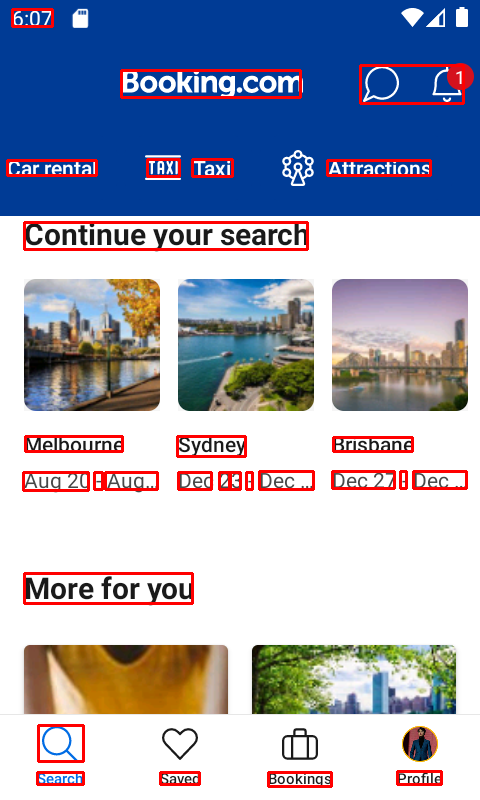 6:07
Booking.com
1
Car rental TAXI Taxi Attractions
Continue your search
Melbourne Sydney Brisbane
Aug 20 - Aug… Dec 23 - Dec … Dec 27 - Dec …
More for you
Search Saved Bookings Profile